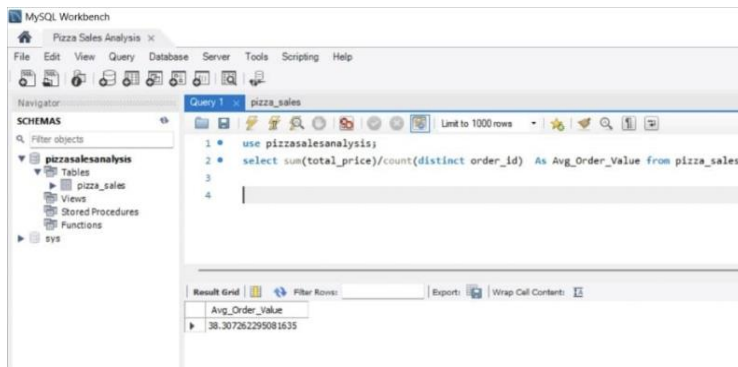 MySQL Workbench
Pizza Sales Analysis ×
File Edit View Query Database Server Tools Scripting Help
Navigator
SCHEMAS
Filter objects
pizzasalesanalysis
Tables
pizza_sales
Views
Stored Procedures
Functions
sys
Query 1 × pizza_sales
Limit to 1000 rows
1 use pizzasalesanalysis;
2 select sum(total_price)/count(distinct order_id) As Avg_Order_Value from pizza_sales
3
4
Result Grid Filter Rows: Export: Wrap Cell Content:
Avg_Order_Value
38.307262295081635